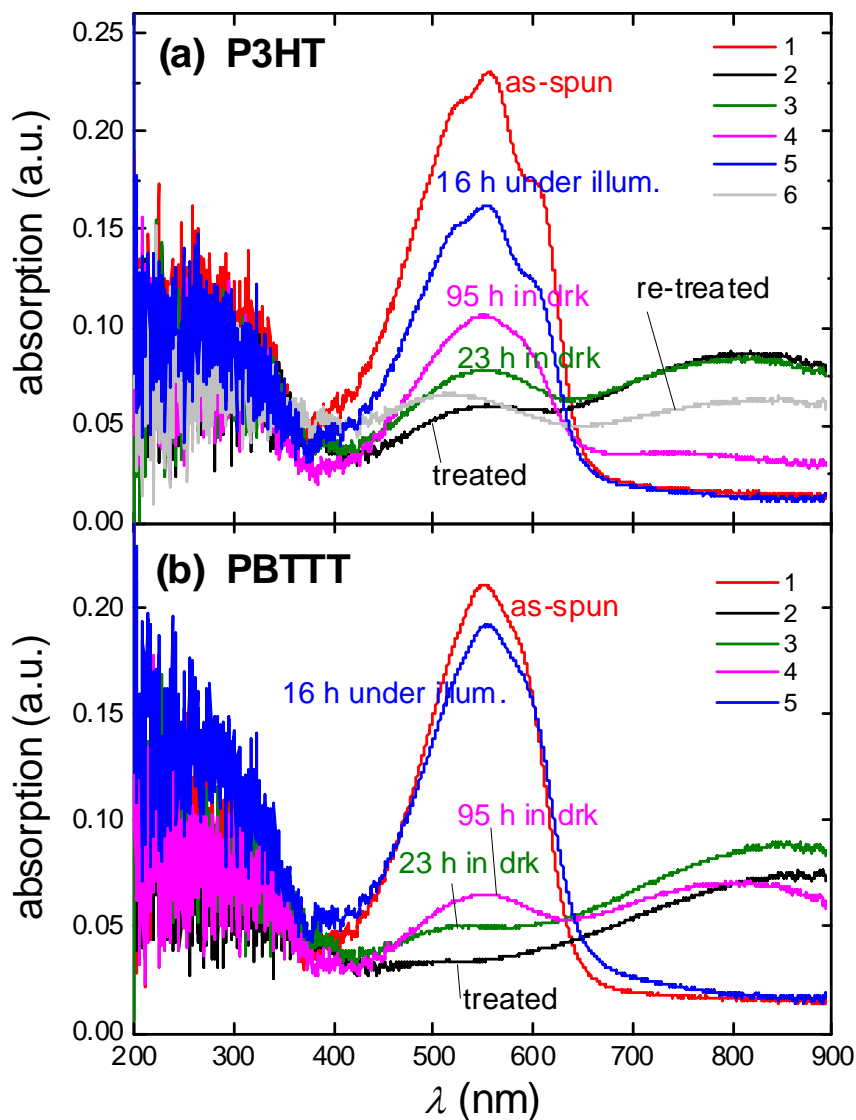 0.25
(a) P3HT
1
2
3
4
5
6
as-spun
0.20
16 h under illum.
0.15
95 h in drk
re-treated
0.10
23 h in drk
0.05
treated
0.00
absorption (a.u.)
(b) PBTTT
1
2
3
4
5
0.20
as-spun
16 h under illum.
0.15
95 h in drk
0.10
23 h in drk
0.05
treated
0.00
absorption (a.u.)
200 300 400 500 600 700 800 900
λ (nm)